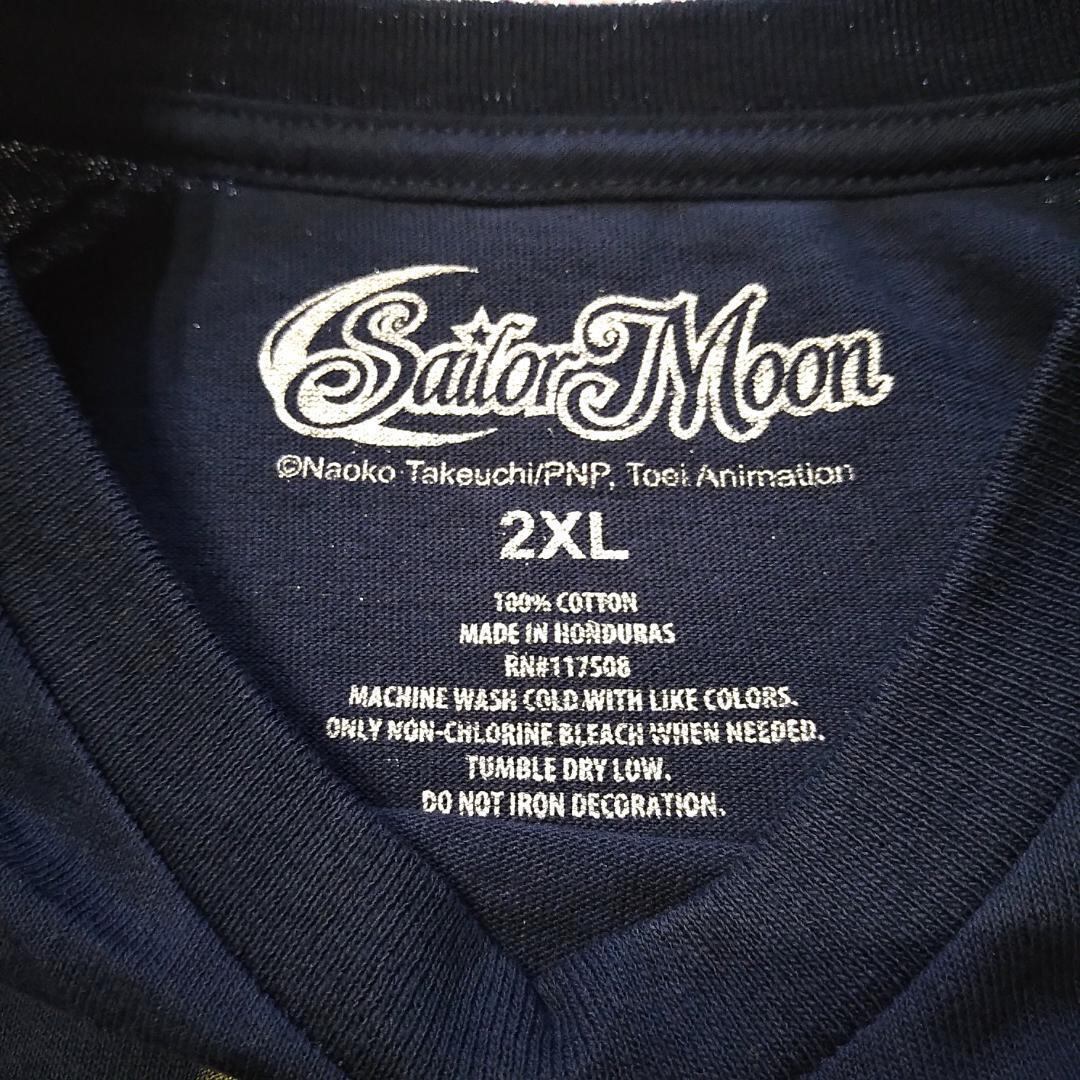 Sailor Moon
©Naoko Takeuchi/PNP, Toei Animation
2XL
100% COTTON
MADE IN HONDURAS
RN#117508
MACHINE WASH COLD WITH LIKE COLORS.
ONLY NON-CHLORINE BLEACH WHEN NEEDED.
TUMBLE DRY LOW.
DO NOT IRON DECORATION.